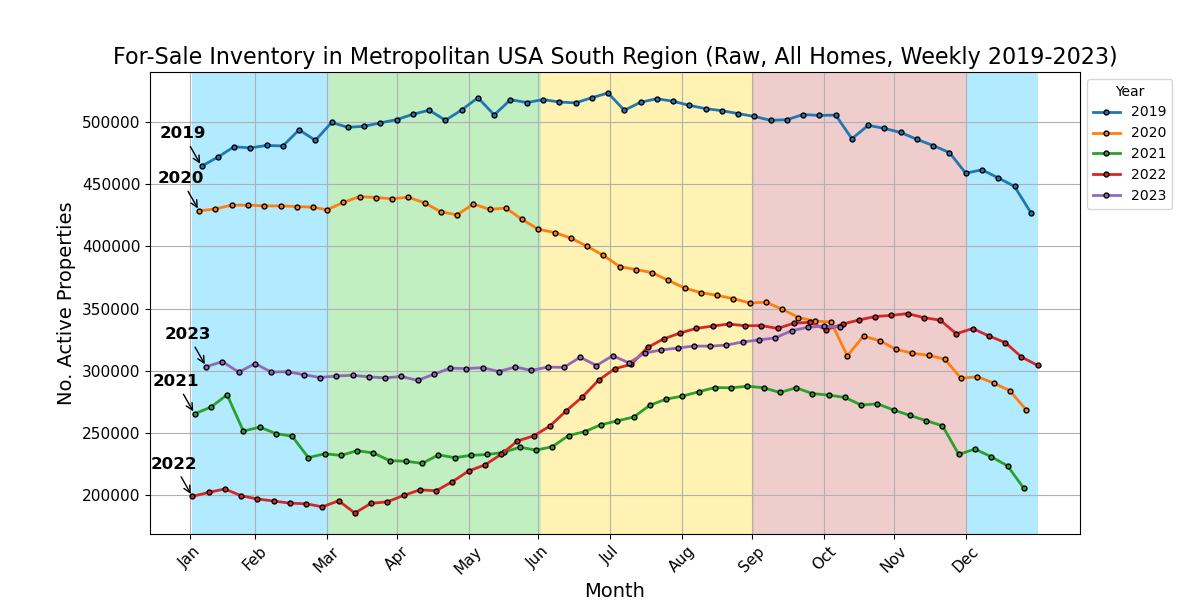 For-Sale Inventory in Metropolitan USA South Region (Raw, All Homes, Weekly 2019-2023)
Year
2019
2020
2021
2022
2023
500000
450000
400000
350000
300000
250000
200000
No. Active Properties
2019
2020
2023
2021
2022
Jan
Feb
Mar
Apr
May
Jun
Jul
Aug
Sep
Oct
Nov
Dec
Month